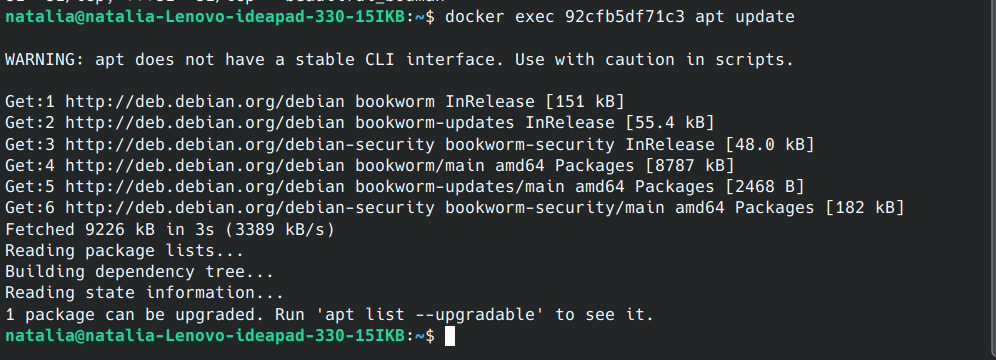 natalia@natalia-Lenovo-ideapad-330-15IKB:~$ docker exec 92cfb5df71c3 apt update
WARNING: apt does not have a stable CLI interface. Use with caution in scripts.
Get:1 http://deb.debian.org/debian bookworm InRelease [151 kB]
Get:2 http://deb.debian.org/debian bookworm-updates InRelease [55.4 kB]
Get:3 http://deb.debian.org/debian-security bookworm-security InRelease [48.0 kB]
Get:4 http://deb.debian.org/debian bookworm/main amd64 Packages [8787 kB]
Get:5 http://deb.debian.org/debian bookworm-updates/main amd64 Packages [2468 B]
Get:6 http://deb.debian.org/debian-security bookworm-security/main amd64 Packages [182 kB]
Fetched 9226 kB in 3s (3389 kB/s)
Reading package lists...
Building dependency tree...
Reading state information...
1 package can be upgraded. Run 'apt list --upgradable' to see it.
natalia@natalia-Lenovo-ideapad-330-15IKB:~$